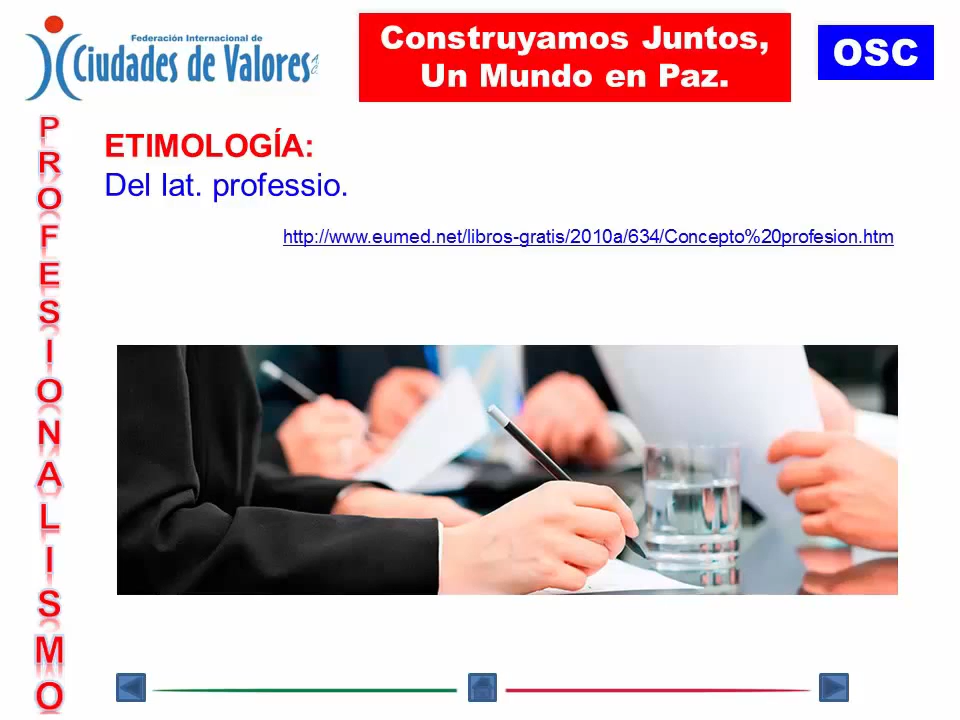 Federación Internacional de
Ciudades de Valores
Construyamos Juntos,
Un Mundo en Paz.
OSC
PROFESIONALISMO
ETIMOLOGÍA:
Del lat. professio.
http://www.eumed.net/libros-gratis/2010a/634/Concepto%20profesion.htm